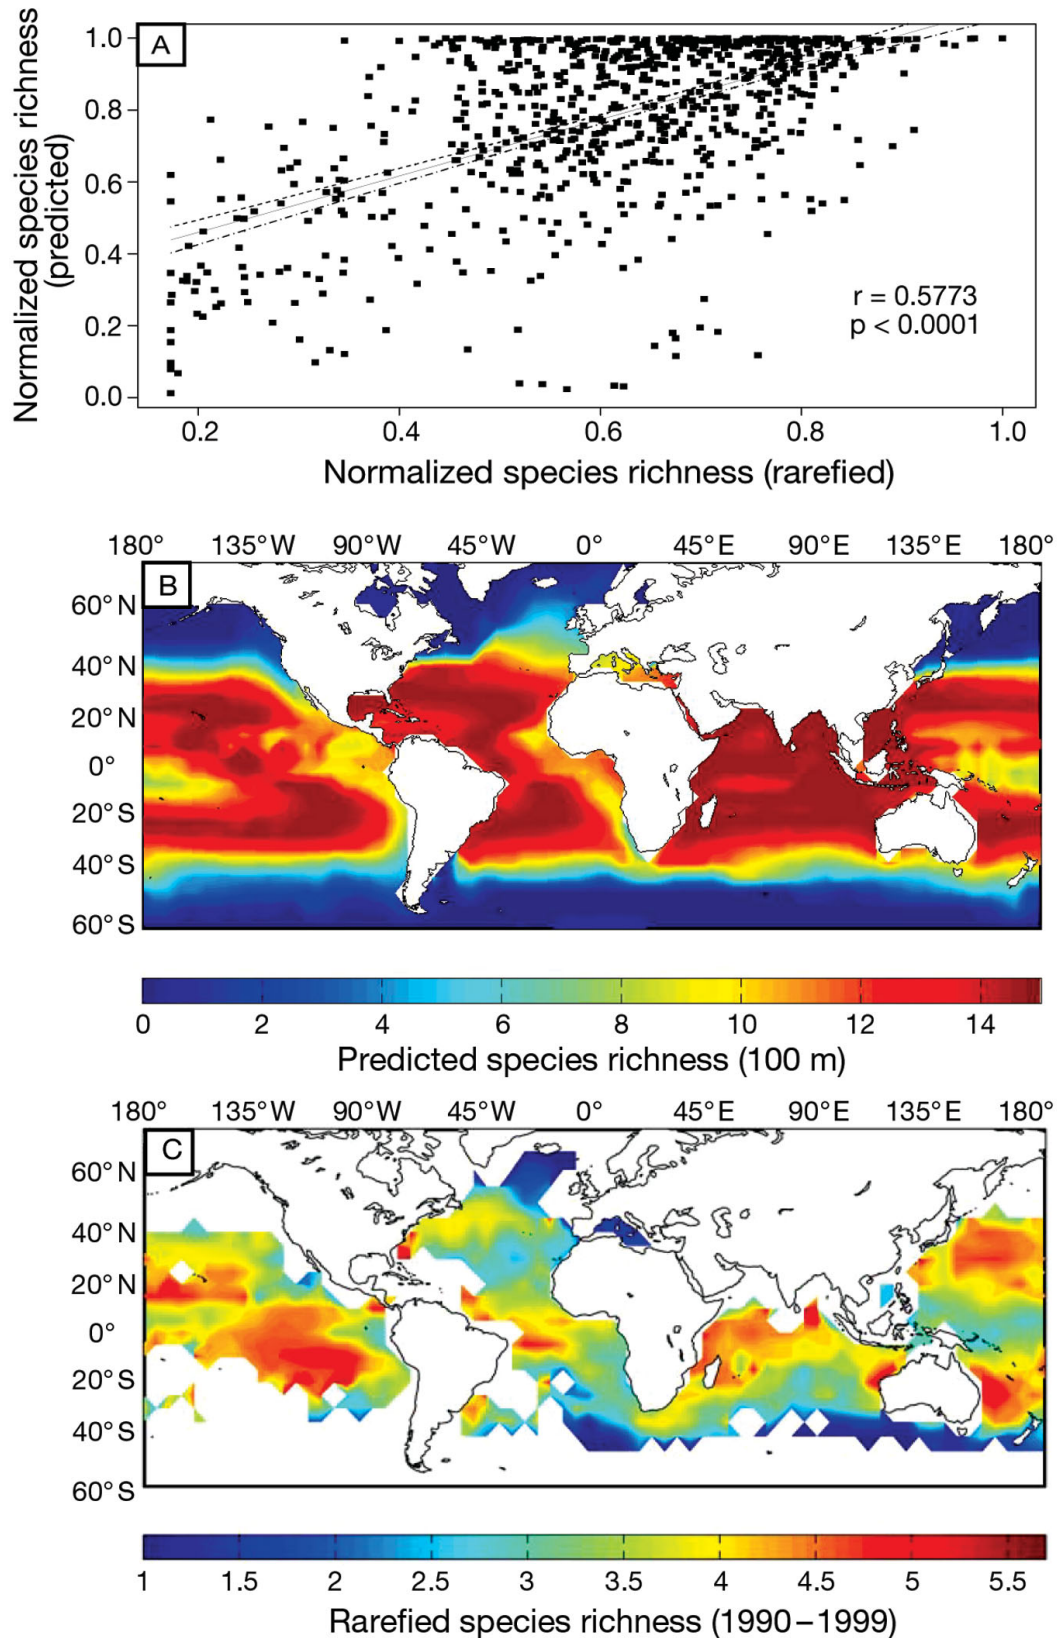 A
Normalized species richness
(predicted)
1.0
0.8
0.6
0.4
0.2
0.0
r = 0.5773
p < 0.0001
0.2 0.4 0.6 0.8 1.0
Normalized species richness (rarefied)
180° 135°W 90°W 45°W 0° 45°E 90°E 135°E 180°
B
60°N
40°N
20°N
0°
20°S
40°S
60°S
0 2 4 6 8 10 12 14
Predicted species richness (100 m)
180° 135°W 90°W 45°W 0° 45°E 90°E 135°E 180°
C
60°N
40°N
20°N
0°
20°S
40°S
60°S
1 1.5 2 2.5 3 3.5 4 4.5 5 5.5
Rarefied species richness (1990–1999)